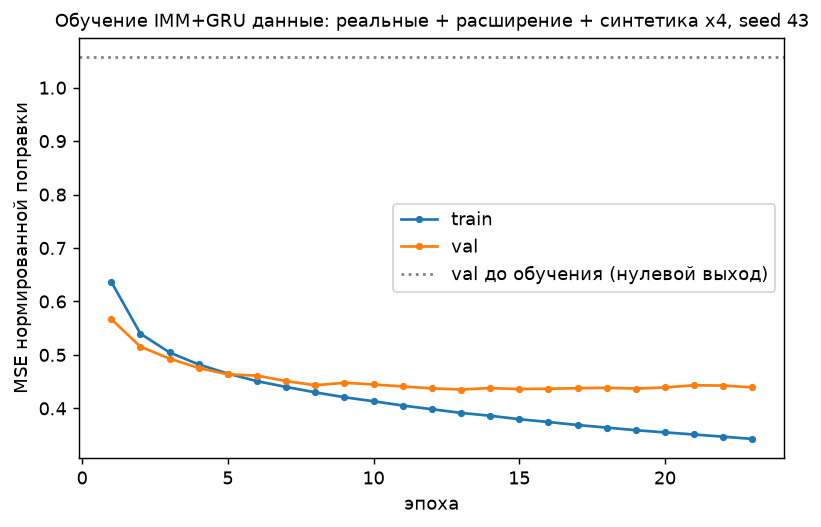 Обучение IMM+GRU данные: реальные + расширение + синтетика x4, seed 43
MSE нормированной поправки
1.0
0.9
0.8
0.7
0.6
0.5
0.4
train
val
val до обучения (нулевой выход)
0
5
10
15
20
эпоха